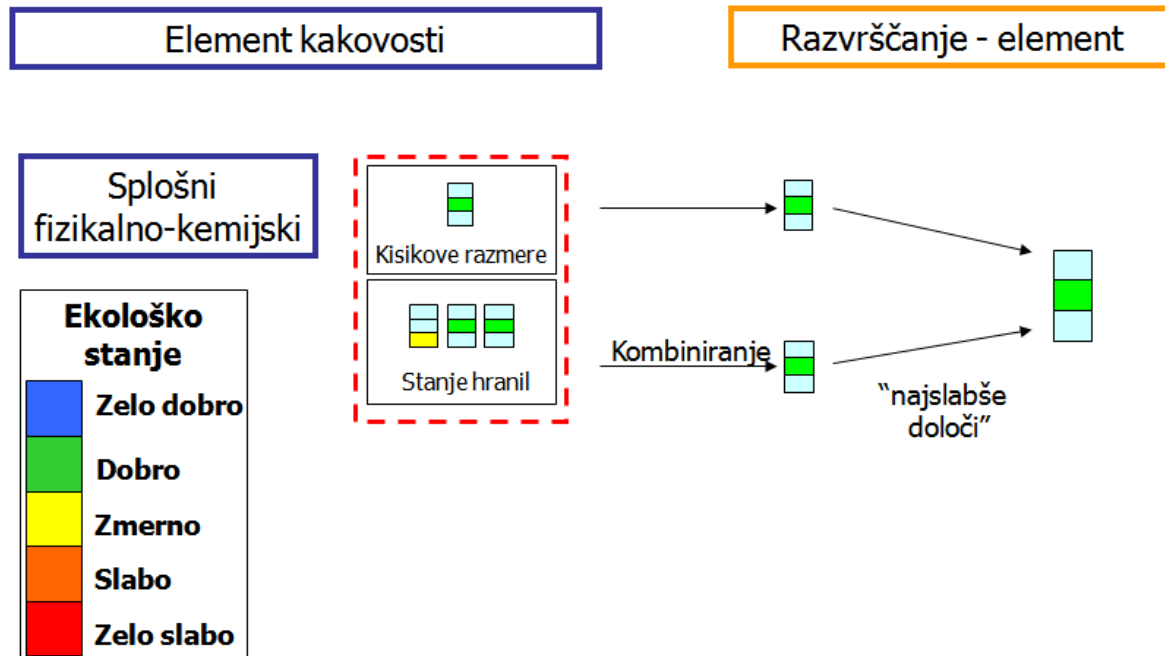 Element kakovosti
Razvrščanje - element
Splošni
fizikalno-kemijski
Kisikove razmere
Stanje hranil
Kombiniranje
“najslabše
določi”
Ekološko
stanje
Zelo dobro
Dobro
Zmerno
Slabo
Zelo slabo